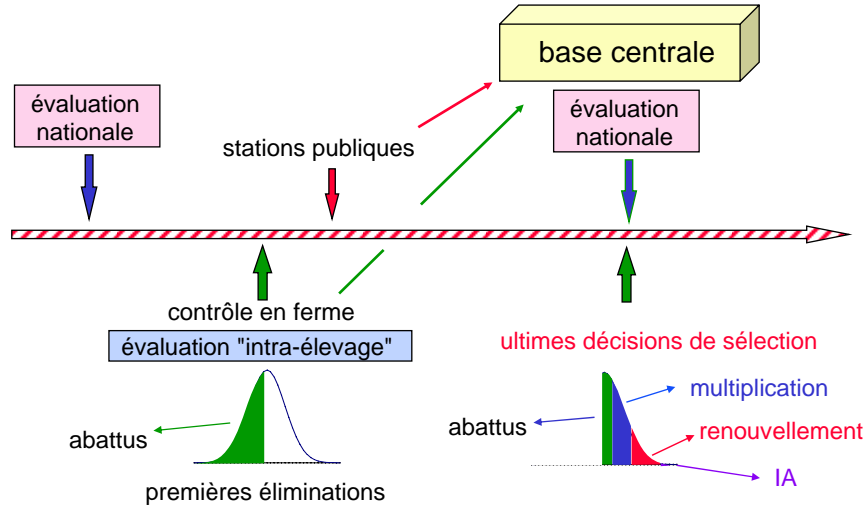 base centrale
évaluation
nationale
évaluation
nationale
stations publiques
contrôle en ferme
évaluation "intra-élevage"
ultimes décisions de sélection
multiplication
abattus
abattus
renouvellement
IA
premières éliminations